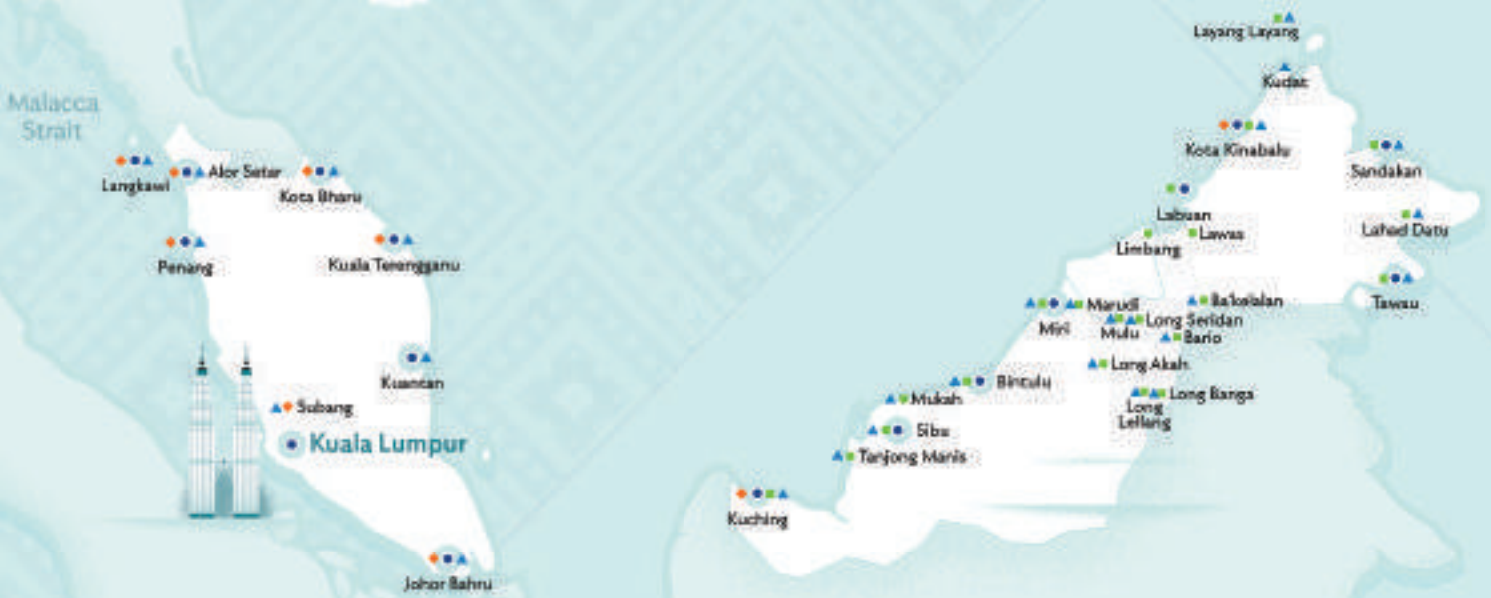 Malacca
Strait
Langkawi
Alor Setar
Kota Bharu
Penang
Kuala Terengganu
Kuantan
Subang
Kuala Lumpur
Johor Bahru
Layang Layang
Kudat
Kota Kinabalu
Sandakan
Labuan
Lahad Datu
Limbang
Lawas
Tawau
Miri
Marudi
Ba'kelalan
Mulu
Long Seridan
Bario
Long Akah
Bintulu
Mukah
Long
Lellang
Long Banga
Sibu
Tanjong Manis
Kuching